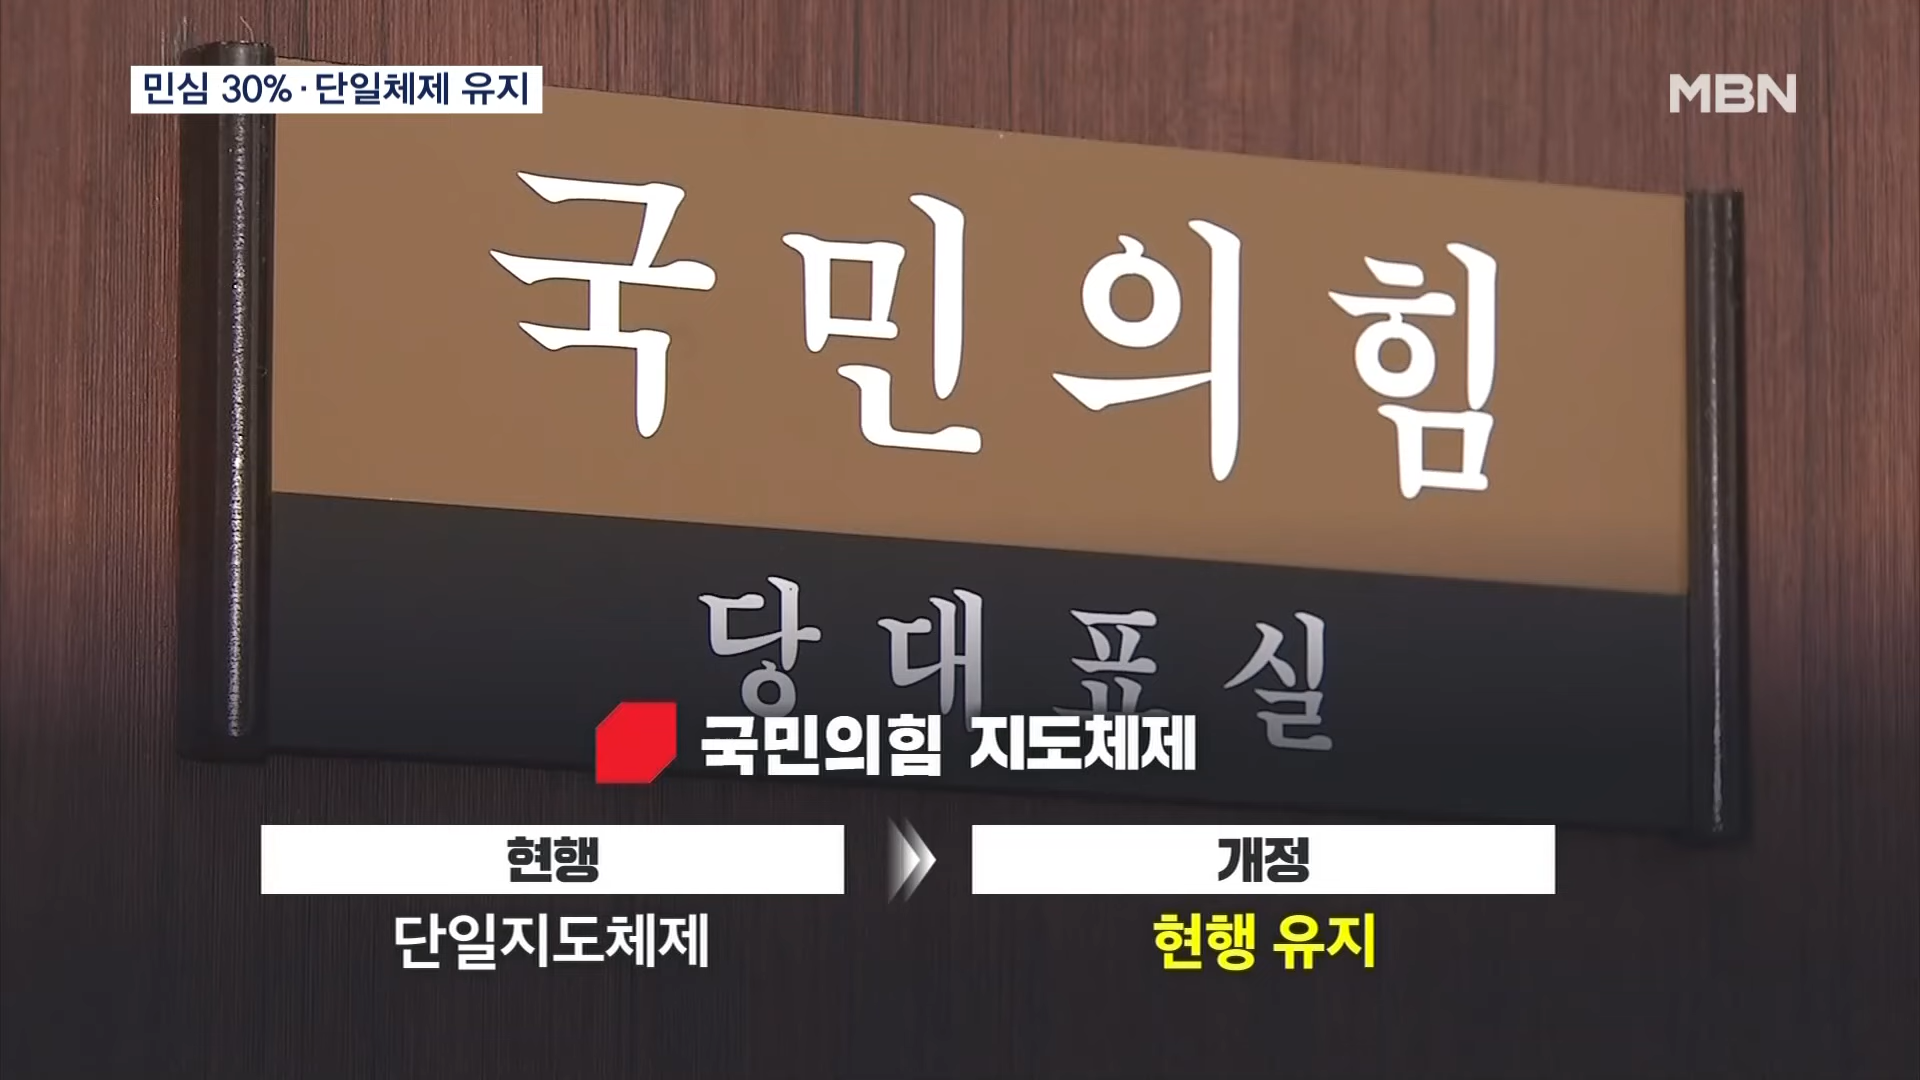 민심 30%·단일체제 유지
MBN
국민의힘
당대표실
국민의힘 지도체제
현행
개정
단일지도체제
현행 유지